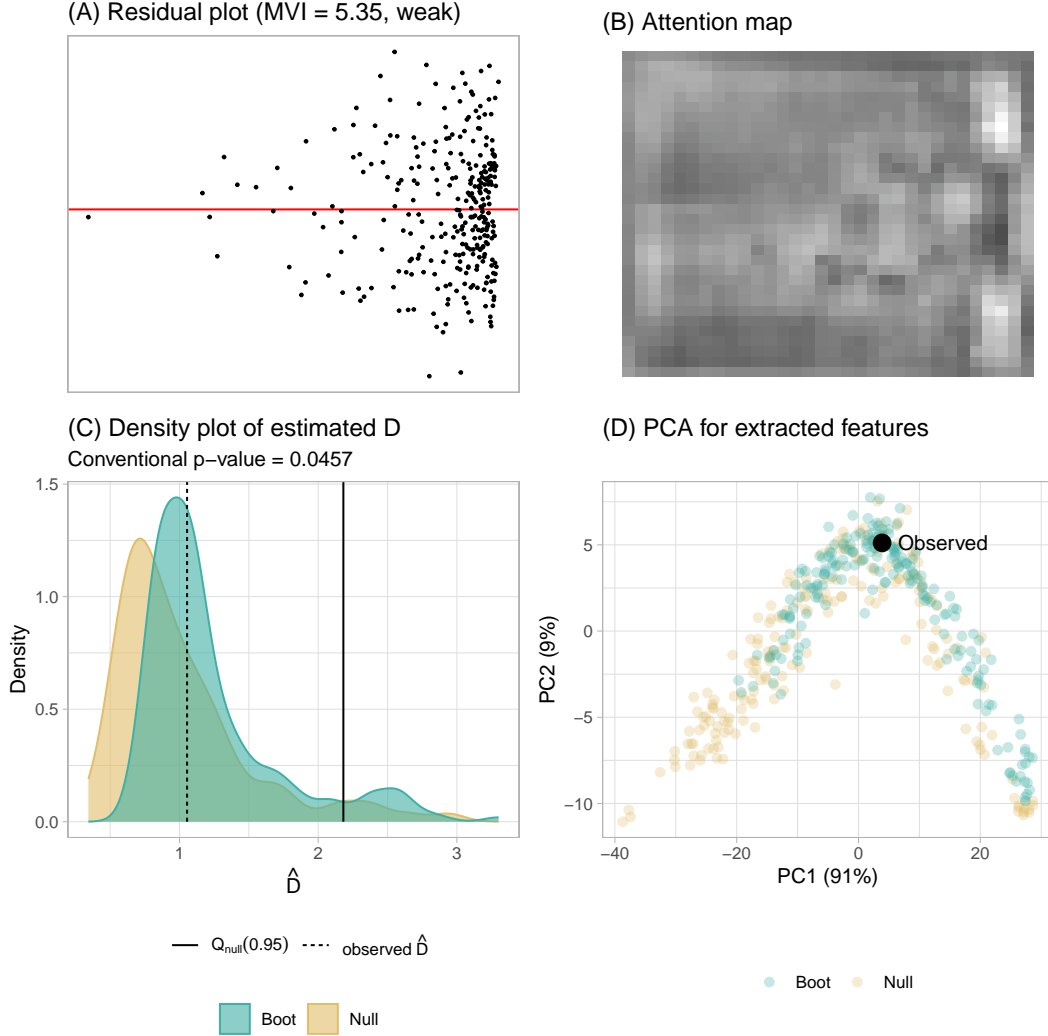 (A) Residual plot (MVI = 5.35, weak)
(B) Attention map
(C) Density plot of estimated D
Conventional p−value = 0.0457
1.5
1.0
0.5
0.0
Density
1
2
3
D̂
Qnull(0.95)
observed D̂
Boot
Null
(D) PCA for extracted features
5
0
−5
−10
PC2 (9%)
Observed
−40
−20
0
20
PC1 (91%)
Boot
Null